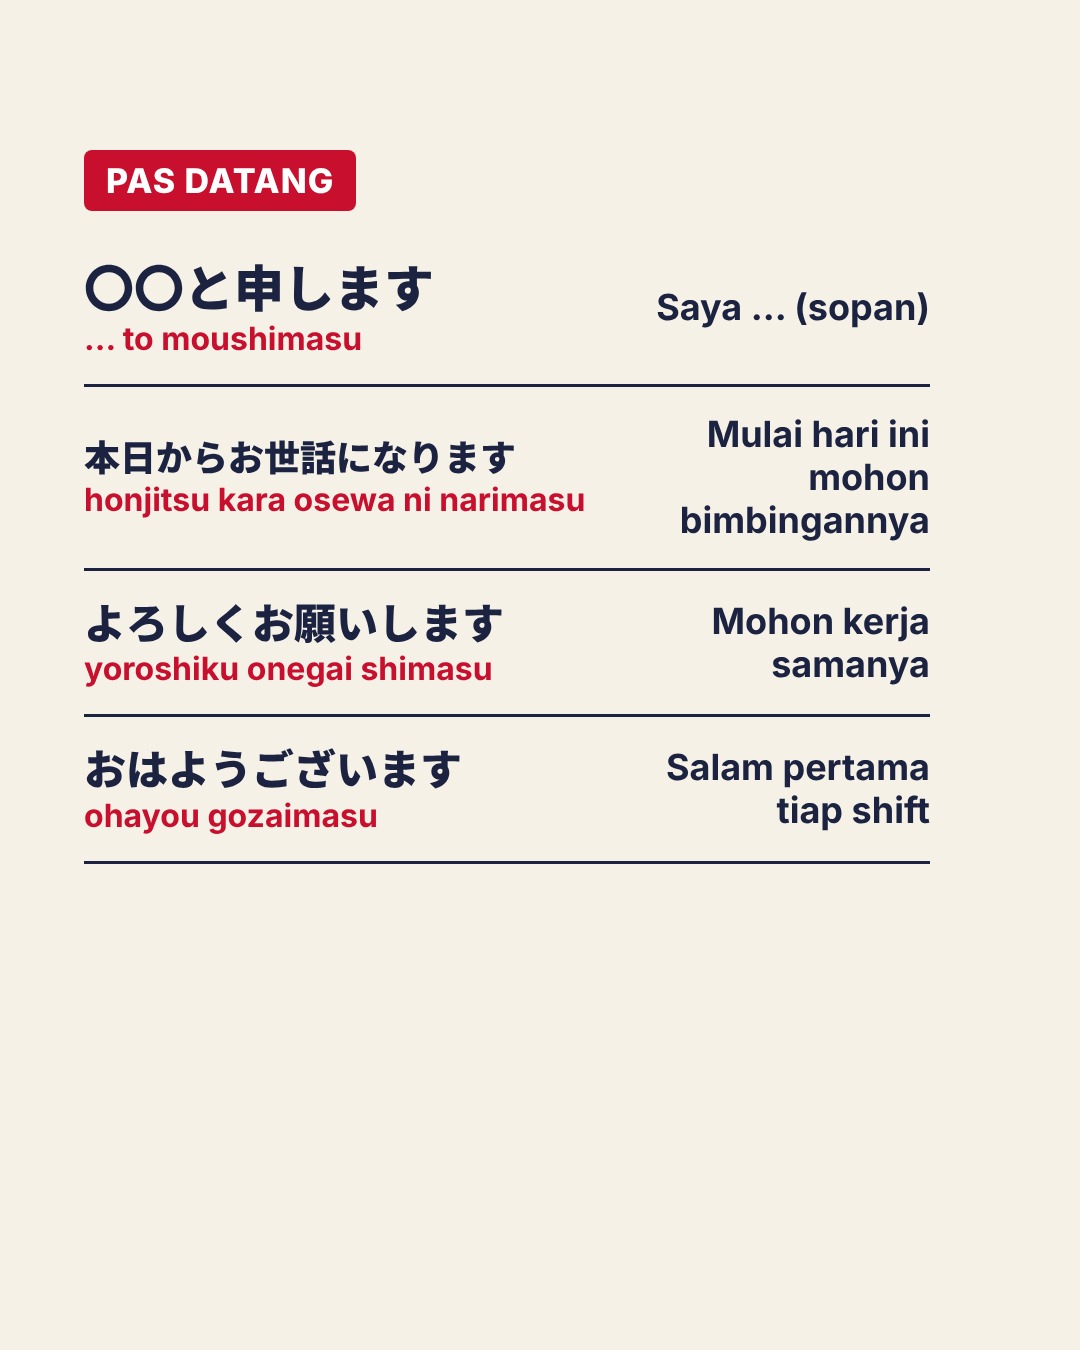 PAS DATANG
〇〇と申します
... to moushimasu
Saya ... (sopan)
本日からお世話になります
honjitsu kara osewa ni narimasu
Mulai hari ini
mohon
bimbingannya
よろしくお願いします
yoroshiku onegai shimasu
Mohon kerja
samanya
おはようございます
ohayou gozaimasu
Salam pertama
tiap shift